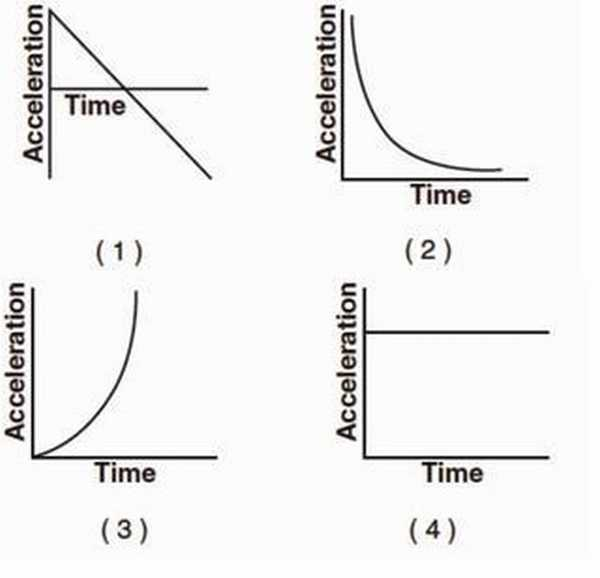 Acceleration
Time
( 1 )
Acceleration
Time
( 2 )
Acceleration
Time
( 3 )
Acceleration
Time
( 4 )